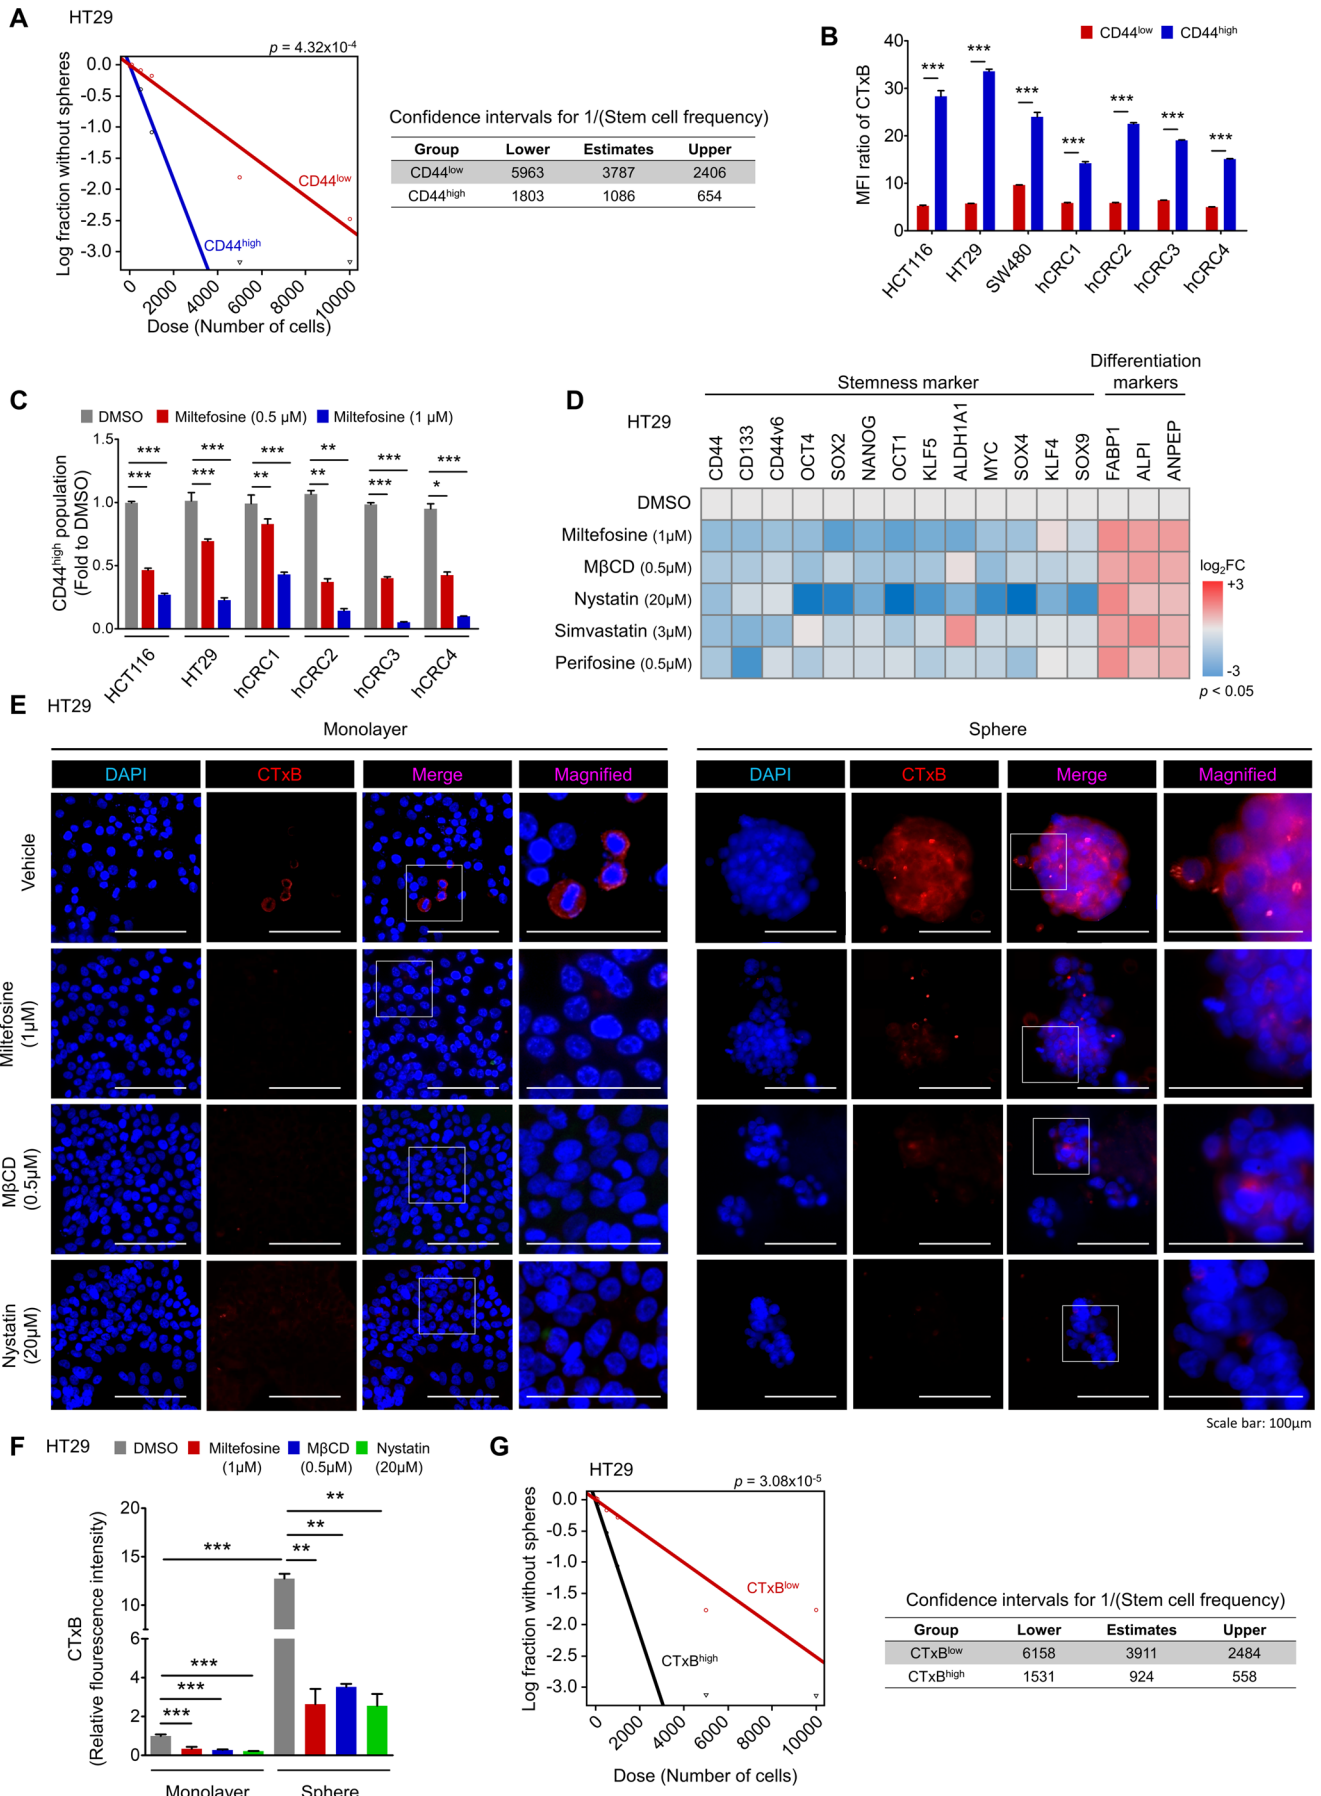 A HT29
p = 4.32x10-4
Log fraction without spheres
0.0
-0.5
-1.0
-1.5
-2.0
-2.5
-3.0
CD44low
CD44high
0 2000 4000 6000 8000 10000
Dose (Number of cells)
Confidence intervals for 1/(Stem cell frequency)
Group Lower Estimates Upper
CD44low 5963 3787 2406
CD44high 1803 1086 654
B
CD44low CD44high
MFI ratio of CTxB
40
30
20
10
0
*** *** *** *** *** *** ***
HCT116 HT29 SW480 hCRC1 hCRC2 hCRC3 hCRC4
C
DMSO Miltefosine (0.5 µM) Miltefosine (1 µM)
CD44high population
(Fold to DMSO)
1.5
1.0
0.5
0.0
*** *** *** ** *** ***
*** *** ** ** *** *
HCT116 HT29 hCRC1 hCRC2 hCRC3 hCRC4
D
HT29
Stemness marker
Differentiation
markers
CD44 CD133 CD44v6 OCT4 SOX2 NANOG OCT1 KLF5 ALDH1A1 MYC SOX4 KLF4 SOX9 FABP1 ALPI ANPEP
DMSO
Miltefosine (1µM)
MβCD (0.5µM)
Nystatin (20µM)
Simvastatin (3µM)
Perifosine (0.5µM)
log2FC
+3
-3
p < 0.05
E HT29
Monolayer Sphere
DAPI CTxB Merge Magnified DAPI CTxB Merge Magnified
Vehicle
Miltefosine
(1µM)
MβCD
(0.5µM)
Nystatin
(20µM)
Scale bar: 100µm
F HT29
DMSO Miltefosine MβCD Nystatin
(1µM) (0.5µM) (20µM)
CTxB
(Relative flourescence intensity)
20
15
10
6
4
2
0
*** *** *** *** ** ** **
Monolayer Sphere
G
HT29
p = 3.08x10-5
Log fraction without spheres
0.0
-0.5
-1.0
-1.5
-2.0
-2.5
-3.0
CTxBlow
CTxBhigh
0 2000 4000 6000 8000 10000
Dose (Number of cells)
Confidence intervals for 1/(Stem cell frequency)
Group Lower Estimates Upper
CTxBlow 6158 3911 2484
CTxBhigh 1531 924 558